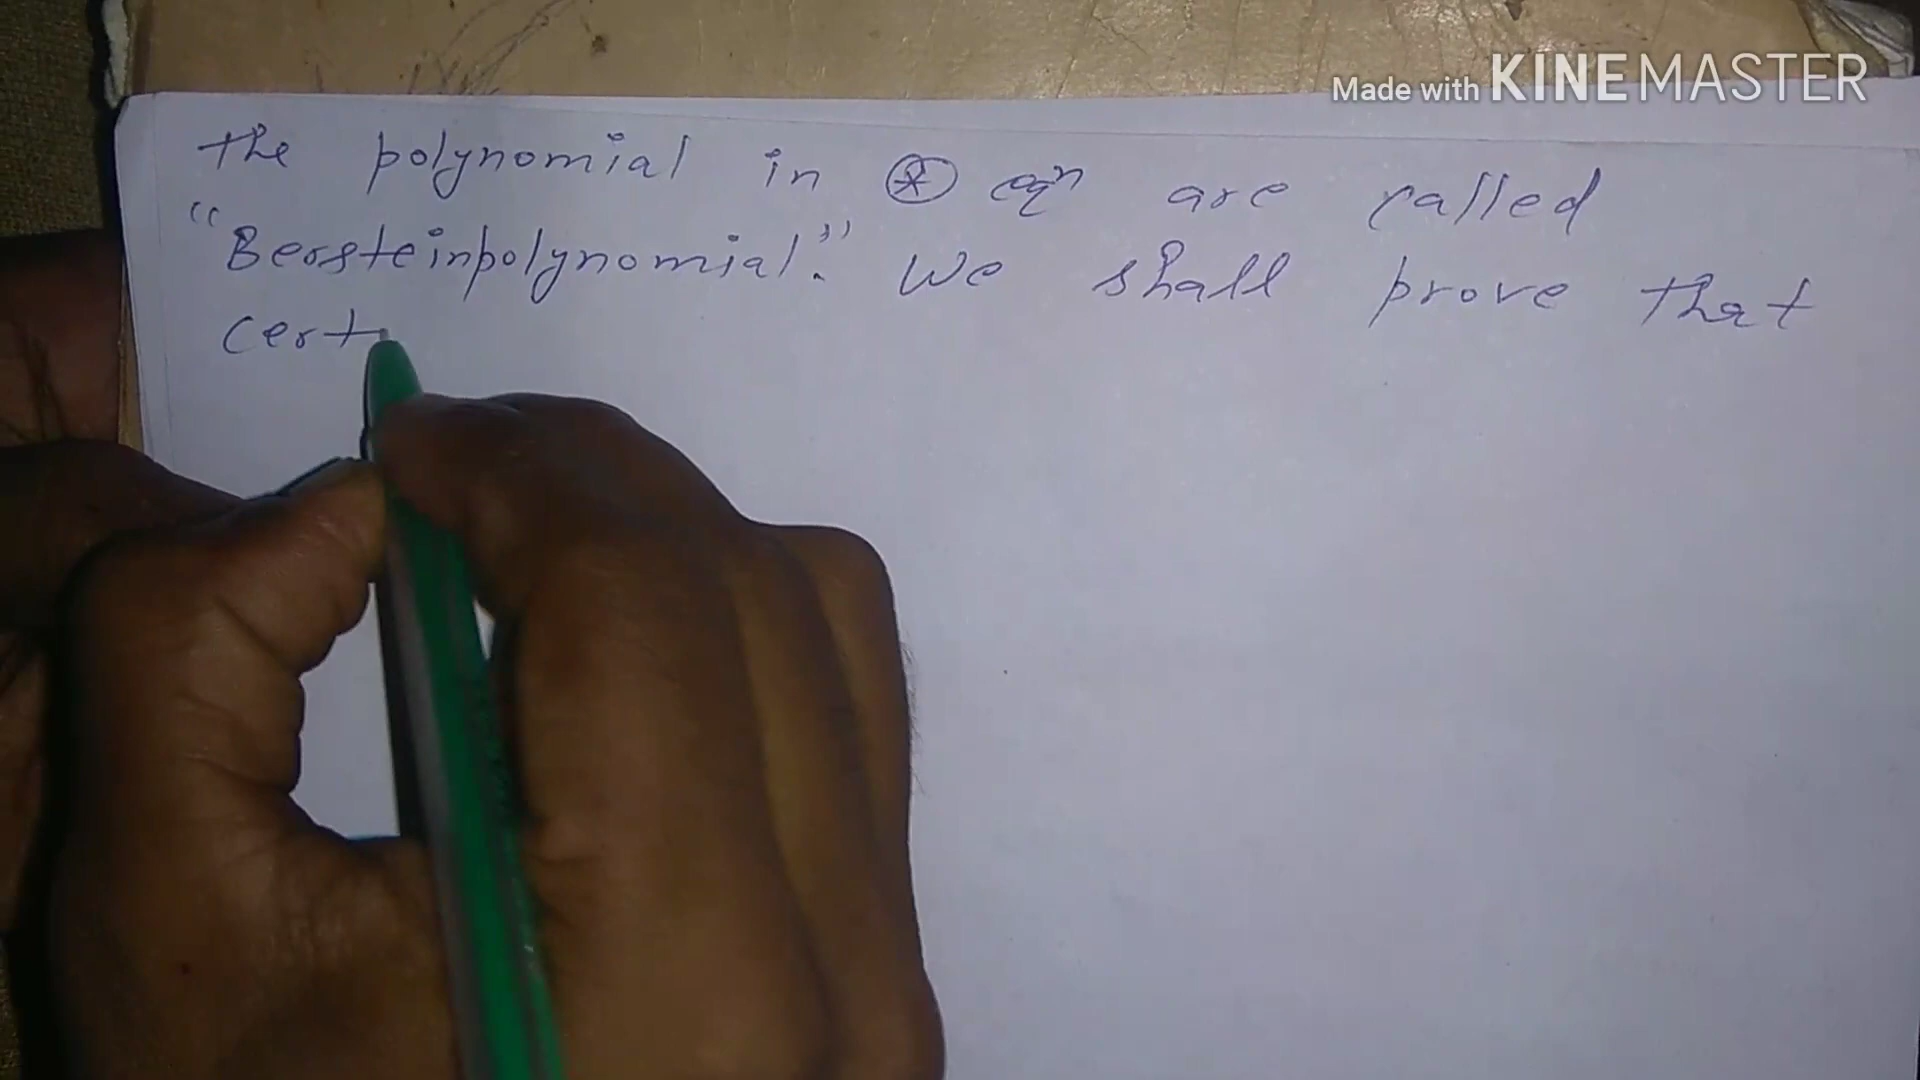 Made with KINEMASTER
the polynomial in ⊛ eqⁿ are called
"Bersteinpolynomial." We shall prove that
cert